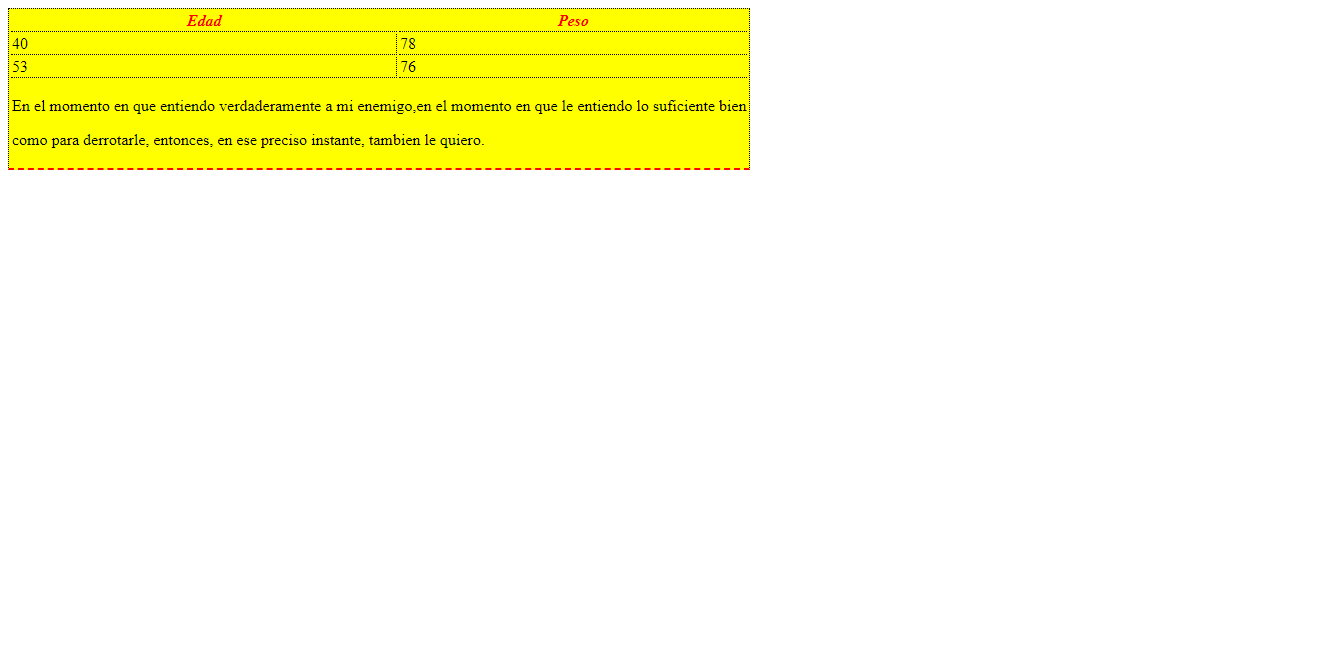 Edad Peso
40 78
53 76
En el momento en que entiendo verdaderamente a mi enemigo,en el momento en que le entiendo lo suficiente bien
como para derrotarle, entonces, en ese preciso instante, tambien le quiero.